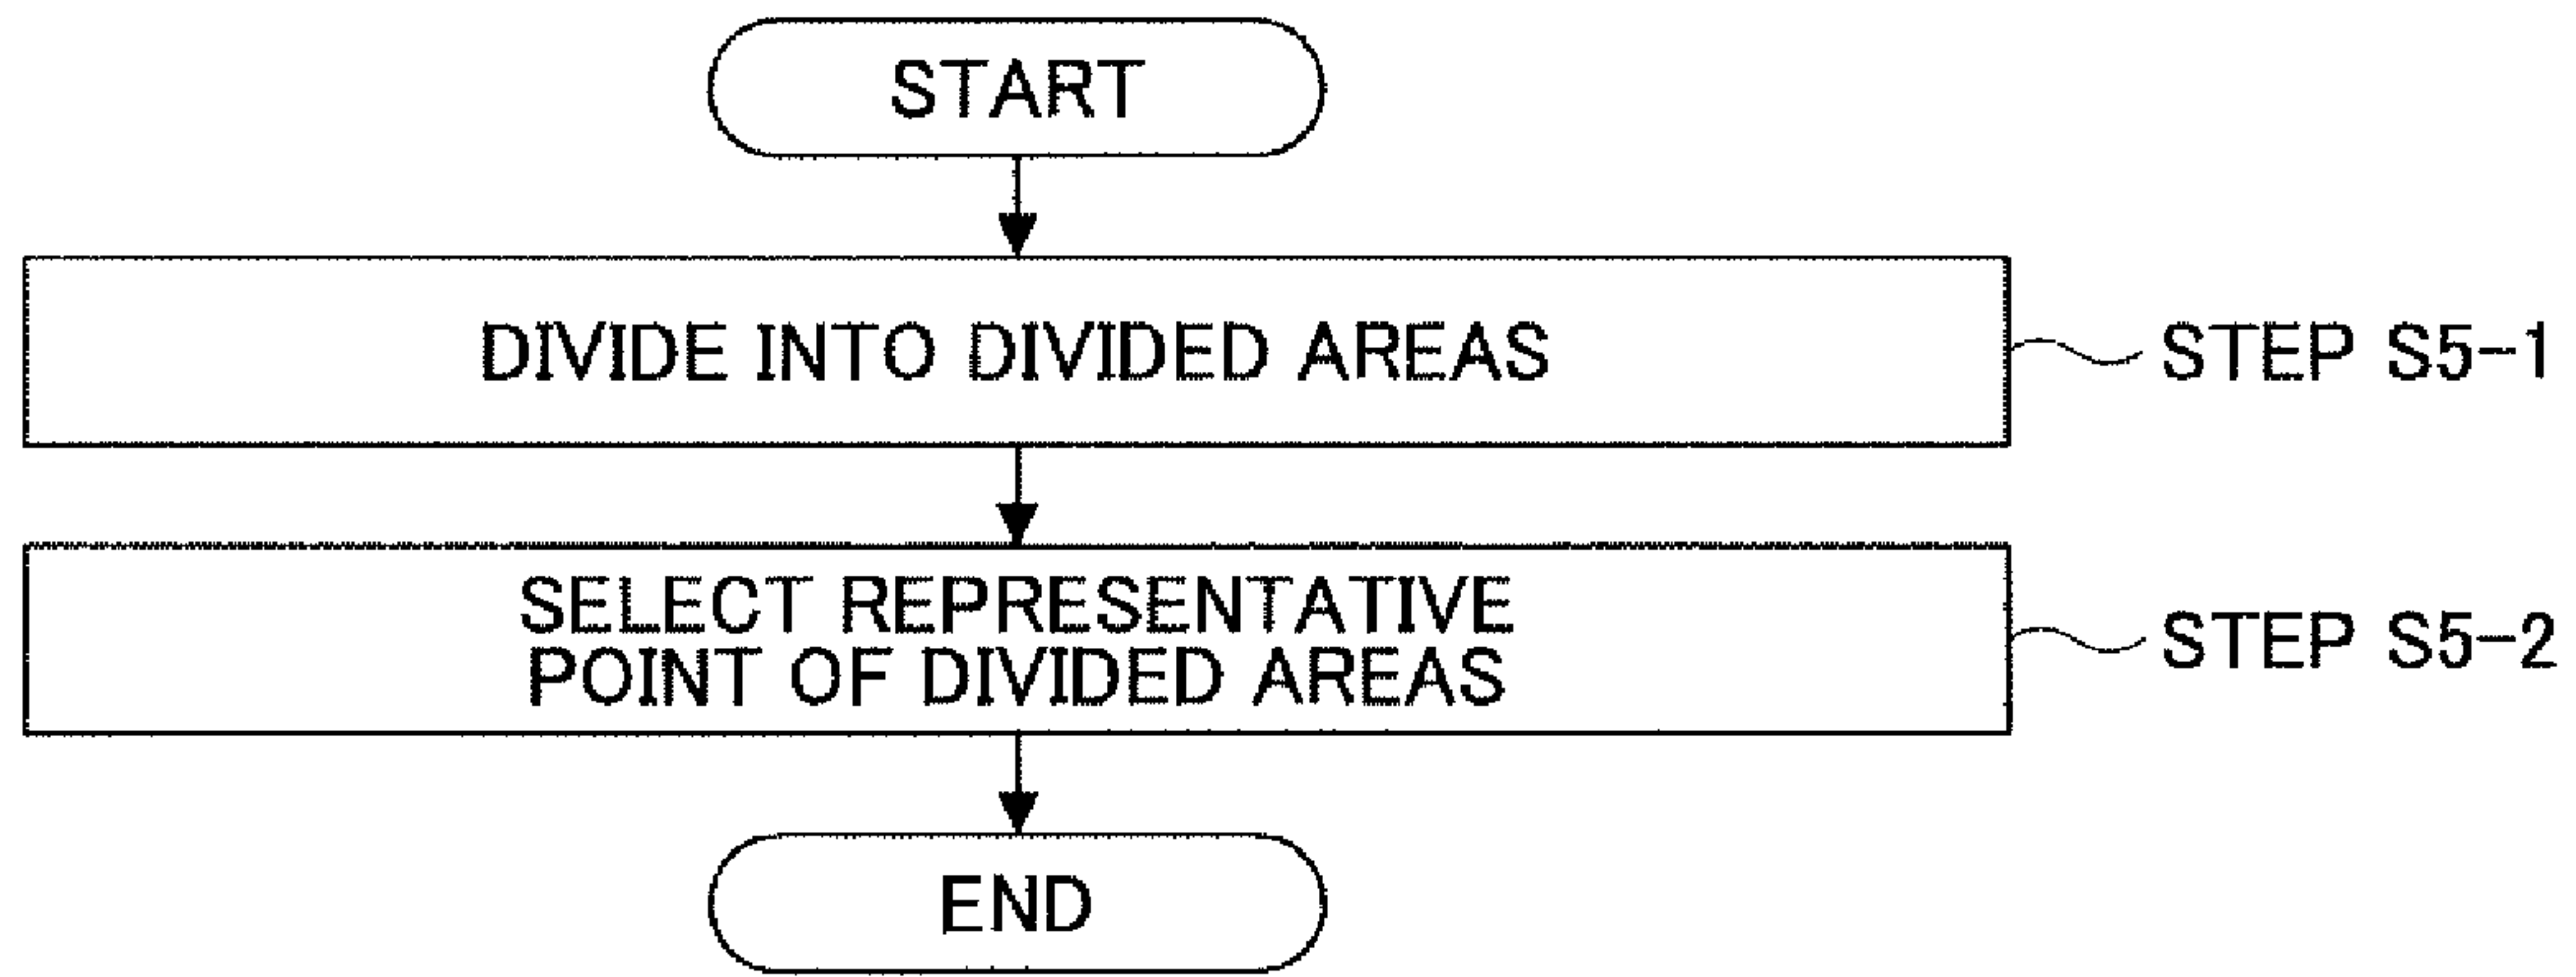 START
DIVIDE INTO DIVIDED AREAS
STEP S5-1
SELECT REPRESENTATIVE
POINT OF DIVIDED AREAS
STEP S5-2
END